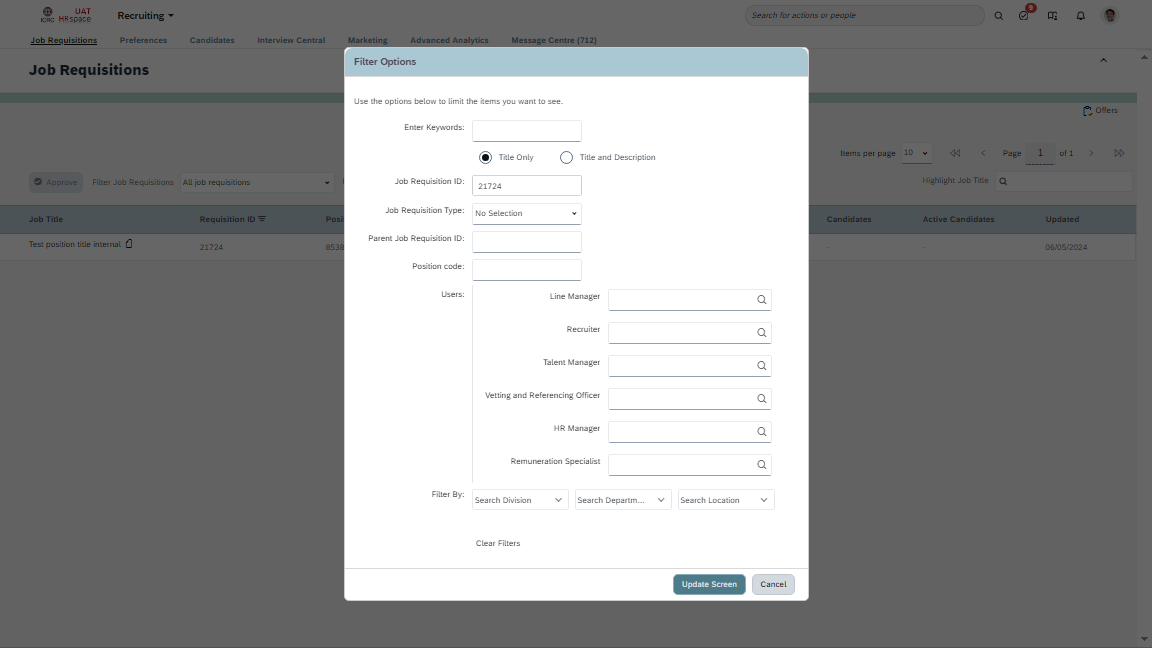 ICRC
UAT
HRspace
Recruiting
Search for actions or people
9
Job Requisitions
Preferences
Candidates
Interview Central
Marketing
Advanced Analytics
Message Centre (712)
Job Requisitions
Offers
Items per page
10
Page
1
of 1
Approve
Filter Job Requisitions
All job requisitions
Highlight Job Title
Job Title
Requisition ID
Posi
Candidates
Active Candidates
Updated
Test position title internal
21724
8538
-
-
06/05/2024
Filter Options
Use the options below to limit the items you want to see.
Enter Keywords:
Title Only
Title and Description
Job Requisition ID:
21724
Job Requisition Type:
No Selection
Parent Job Requisition ID:
Position code:
Users:
Line Manager
Recruiter
Talent Manager
Vetting and Referencing Officer
HR Manager
Remuneration Specialist
Filter By:
Search Division
Search Departm...
Search Location
Clear Filters
Update Screen
Cancel